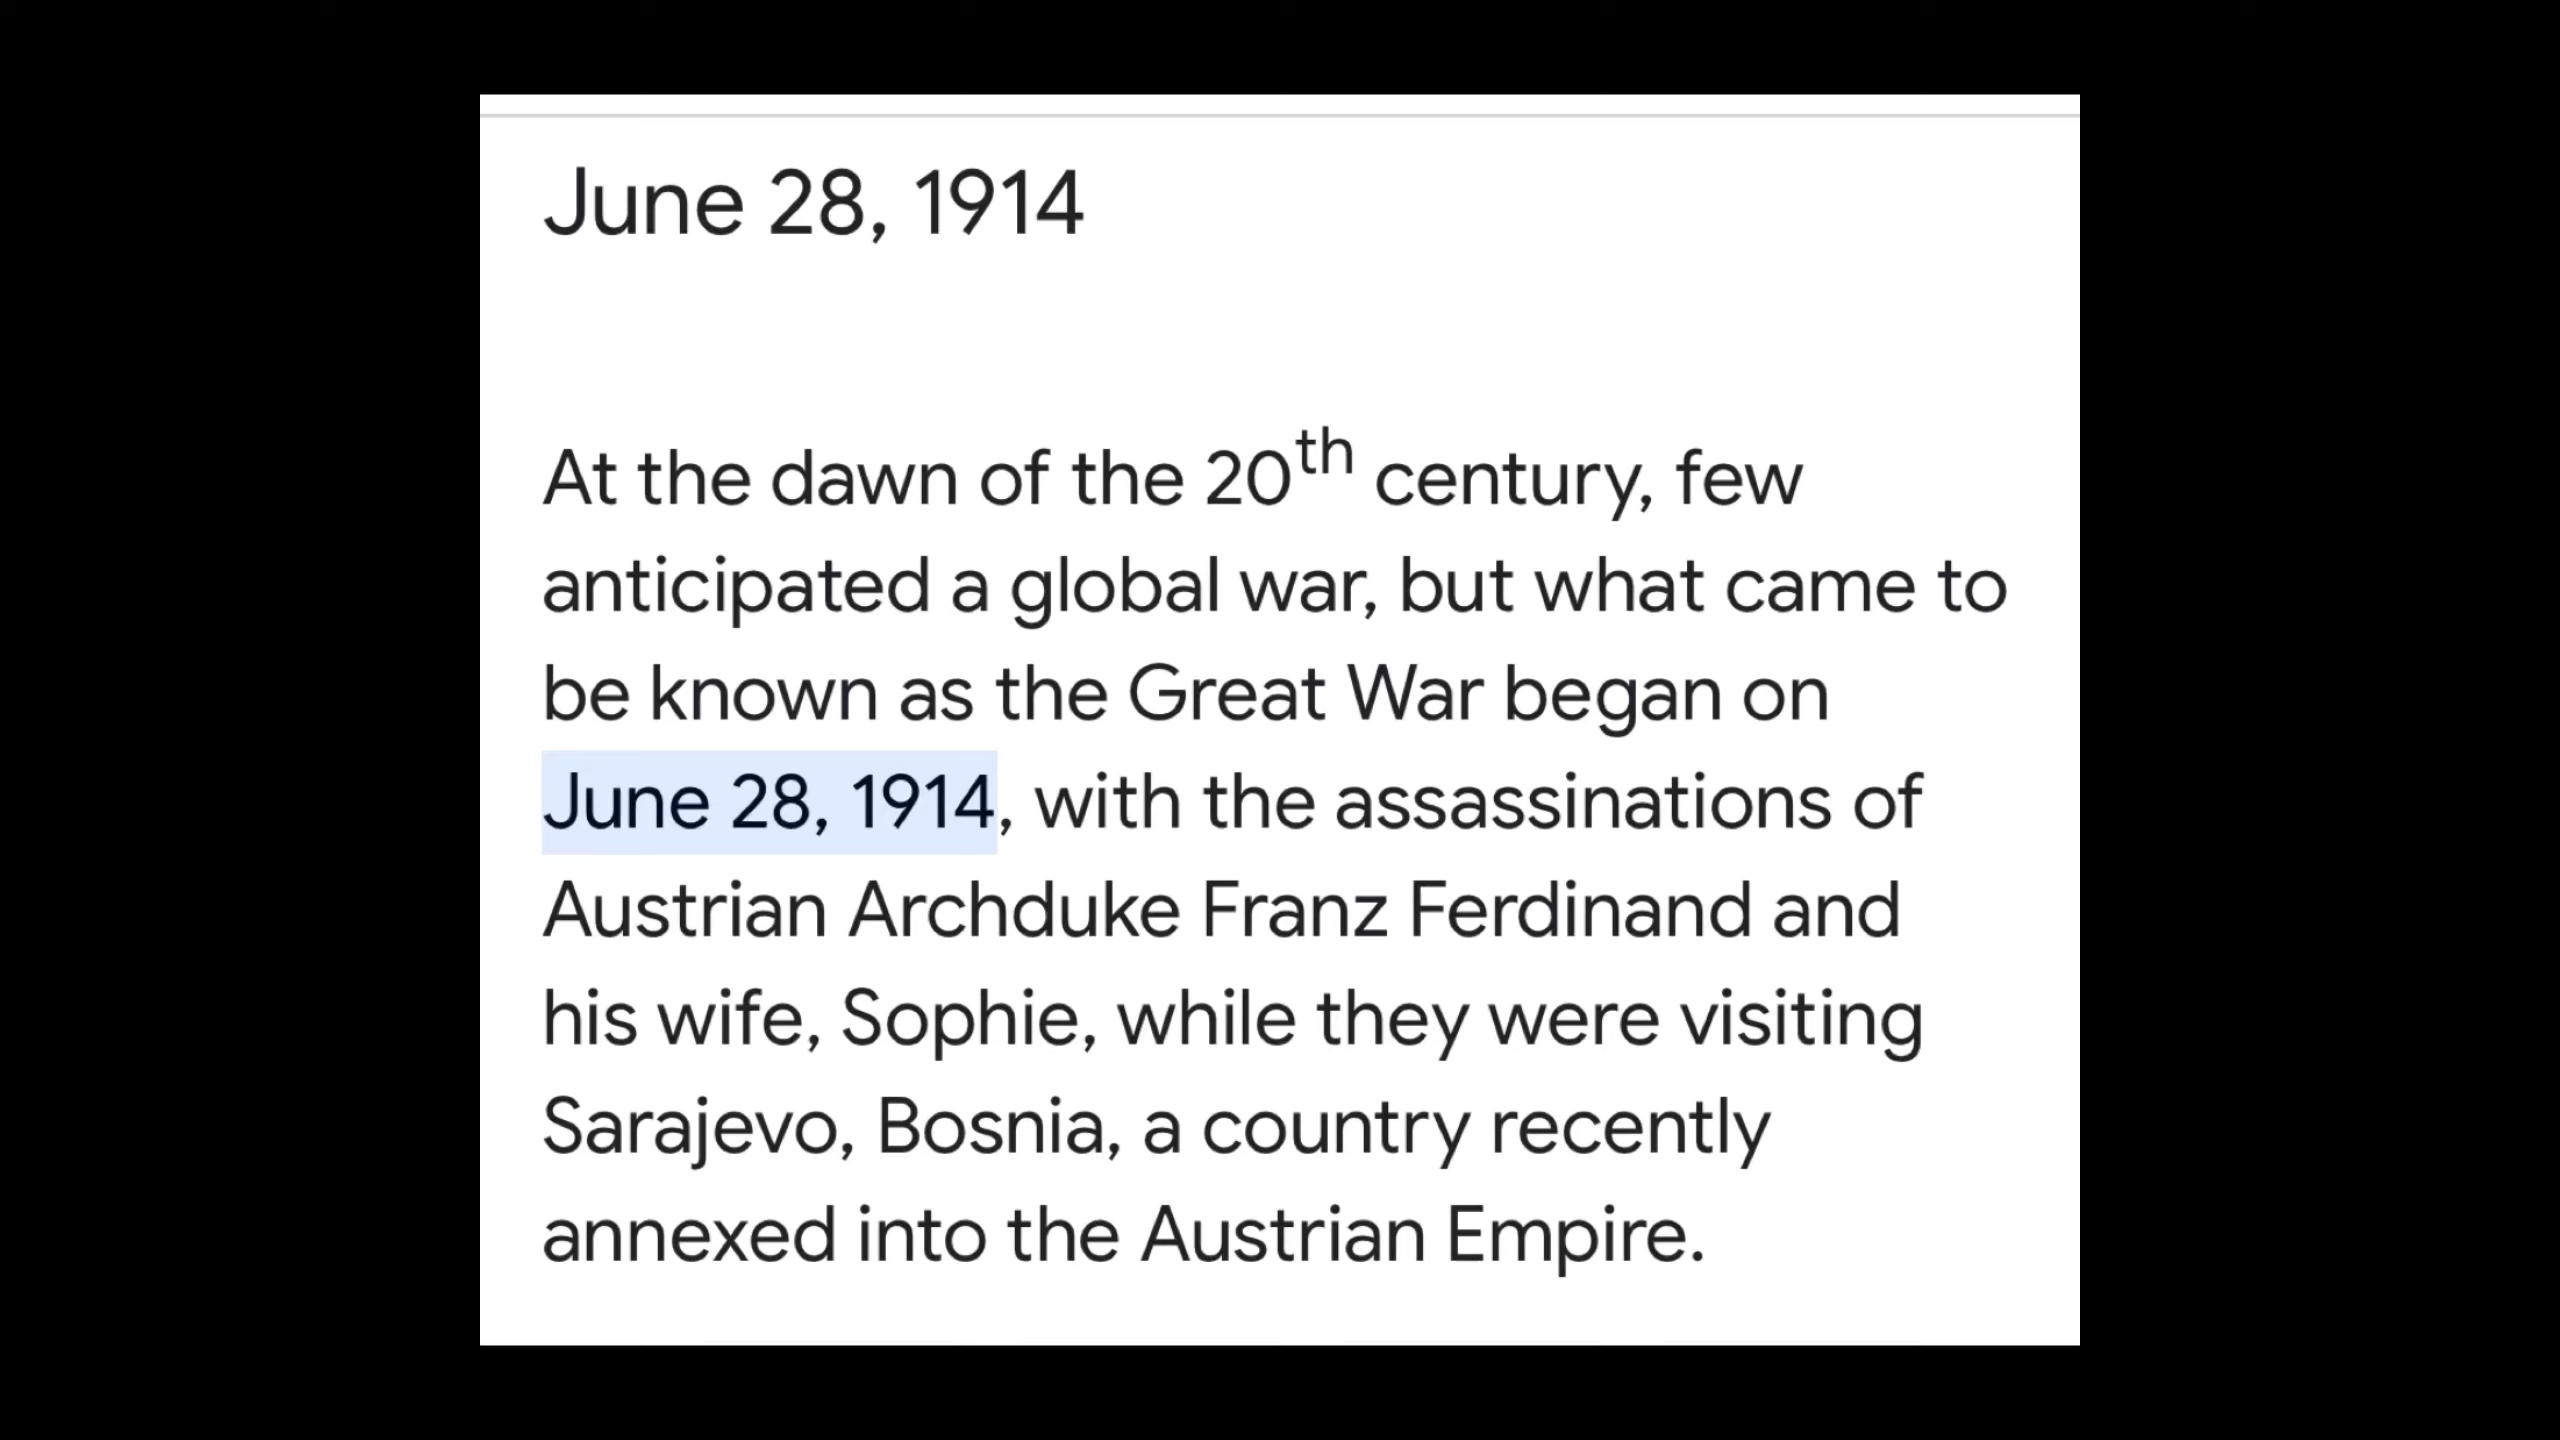 June 28, 1914
At the dawn of the 20th century, few
anticipated a global war, but what came to
be known as the Great War began on
June 28, 1914, with the assassinations of
Austrian Archduke Franz Ferdinand and
his wife, Sophie, while they were visiting
Sarajevo, Bosnia, a country recently
annexed into the Austrian Empire.